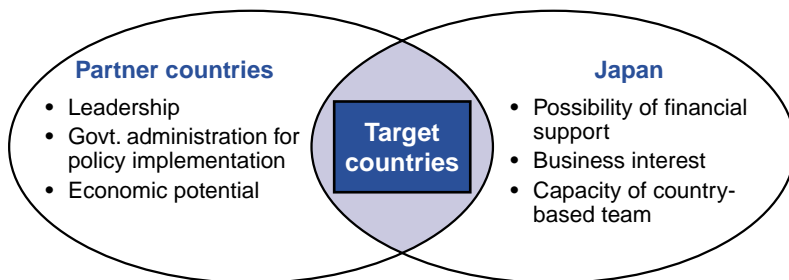 Partner countries
• Leadership
• Govt. administration for
policy implementation
• Economic potential
Target
countries
Japan
• Possibility of financial
support
• Business interest
• Capacity of country-
based team